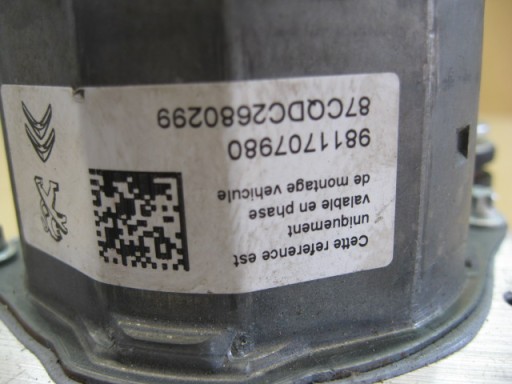 Cette reference est
uniquement
valable en phase
de montage vehicule
9811707980
87CQDC2680299